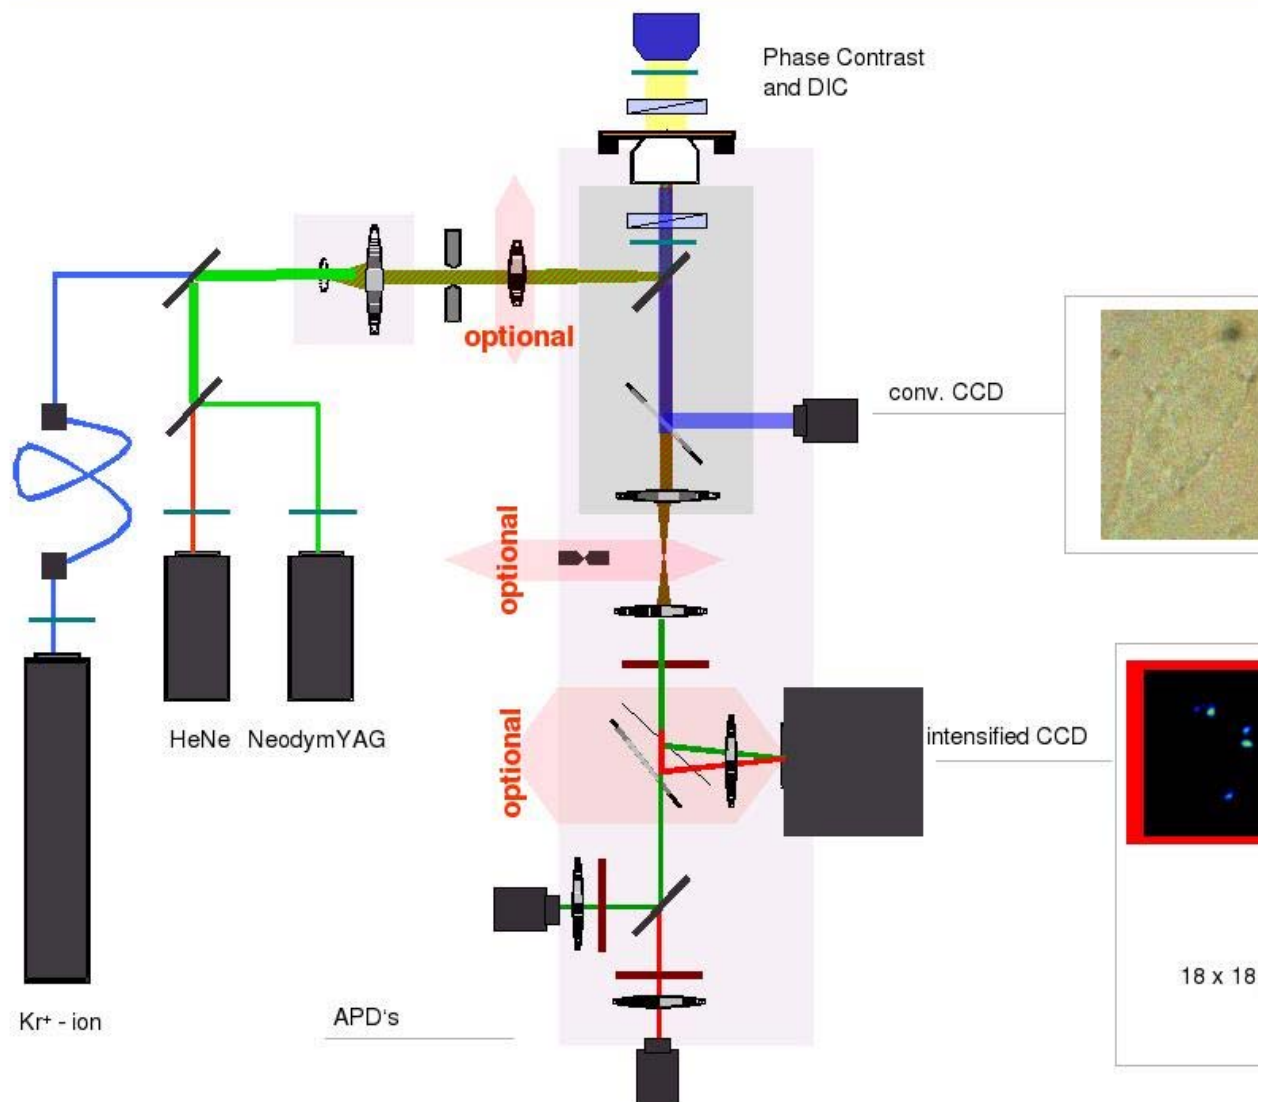 Phase Contrast
and DIC
optional
conv. CCD
optional
HeNe
NeodymYAG
optional
intensified CCD
18 x 18
Kr⁺ - ion
APD‘s